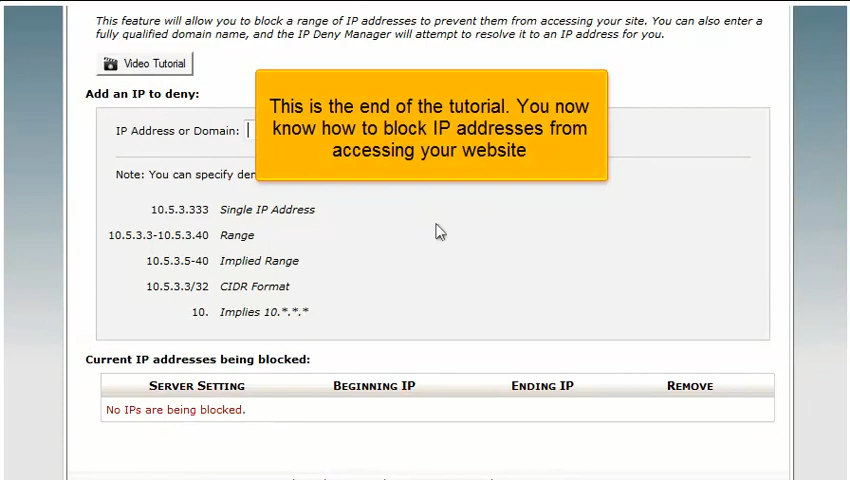 This feature will allow you to block a range of IP addresses to prevent them from accessing your site. You can also enter a
fully qualified domain name, and the IP Deny Manager will attempt to resolve it to an IP address for you.
Video Tutorial
This is the end of the tutorial. You now
know how to block IP addresses from
accessing your website
Add an IP to deny:
IP Address or Domain:
Note: You can specify
10.5.3.333 Single IP Address
10.5.3.3-10.5.3.40 Range
10.5.3.5-40 Implied Range
10.5.3.3/32 CIDR Format
10. Implies 10.*.*.*
Current IP addresses being blocked:
SERVER SETTING BEGINNING IP ENDING IP REMOVE
No IPs are being blocked.